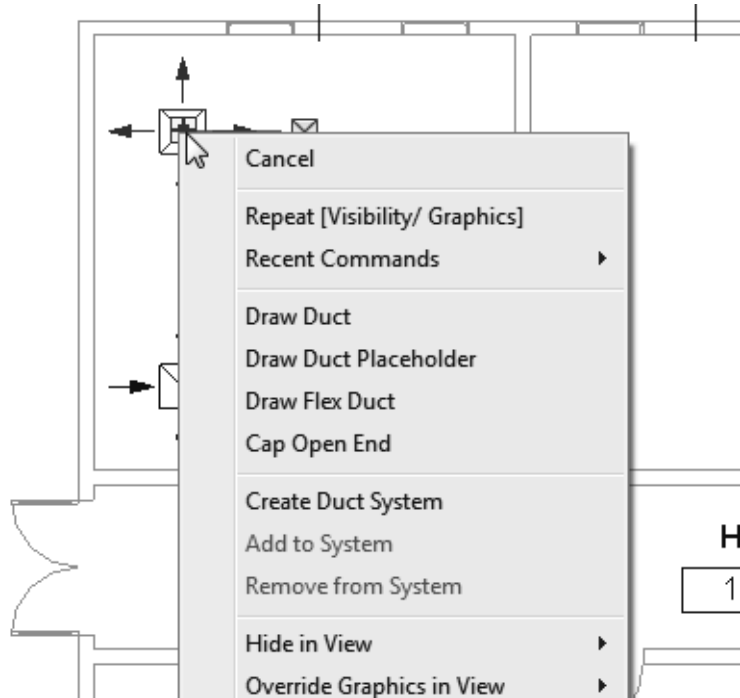 Cancel
Repeat [Visibility/ Graphics]
Recent Commands
Draw Duct
Draw Duct Placeholder
Draw Flex Duct
Cap Open End
Create Duct System
H
Add to System
1
Remove from System
Hide in View
Override Graphics in View